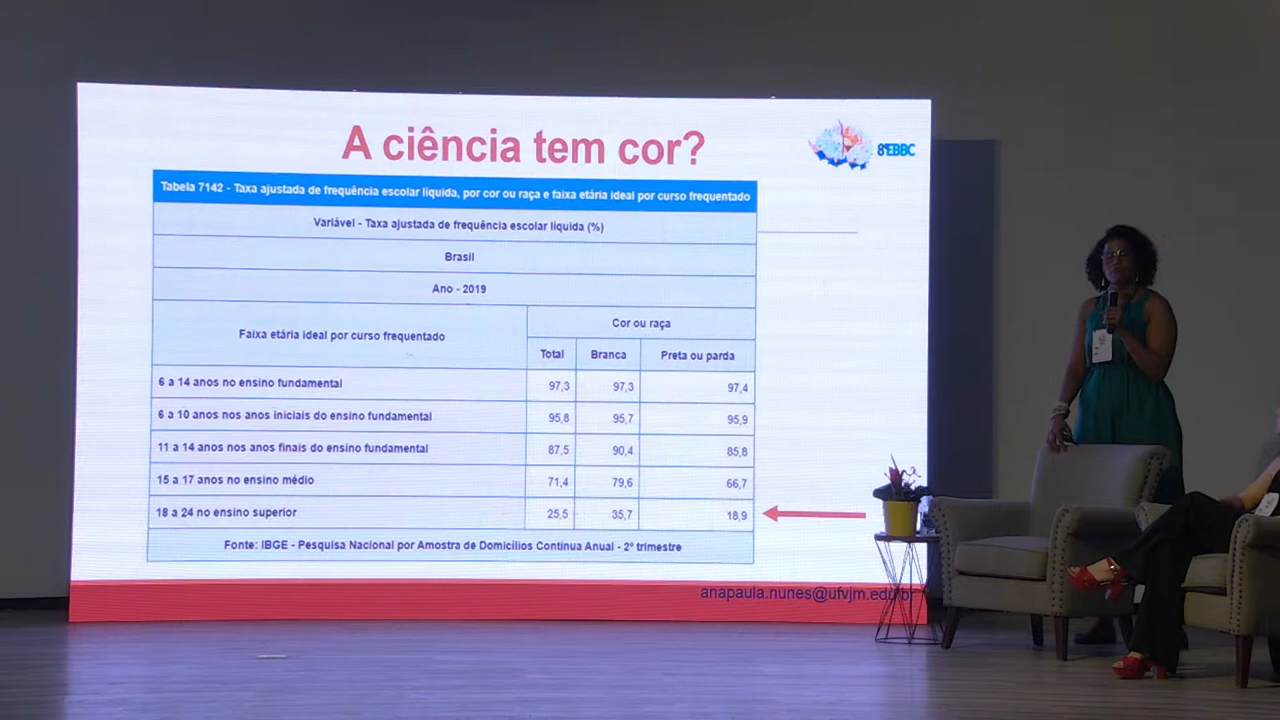 A ciência tem cor?
8ºEBBC
Tabela 7142 - Taxa ajustada de frequência escolar líquida, por cor ou raça e faixa etária ideal por curso frequentado
Variável - Taxa ajustada de frequência escolar líquida (%)
Brasil
Ano - 2019
Faixa etária ideal por curso frequentado
Cor ou raça
Total Branca Preta ou parda
6 a 14 anos no ensino fundamental 97,3 97,3 97,4
6 a 10 anos nos anos iniciais do ensino fundamental 95,8 95,7 95,9
11 a 14 anos nos anos finais do ensino fundamental 87,5 90,4 85,8
15 a 17 anos no ensino médio 71,4 79,6 66,7
18 a 24 no ensino superior 25,5 35,7 18,9
Fonte: IBGE - Pesquisa Nacional por Amostra de Domicílios Contínua Anual - 2º trimestre
anapaula.nunes@ufvjm.edu.br